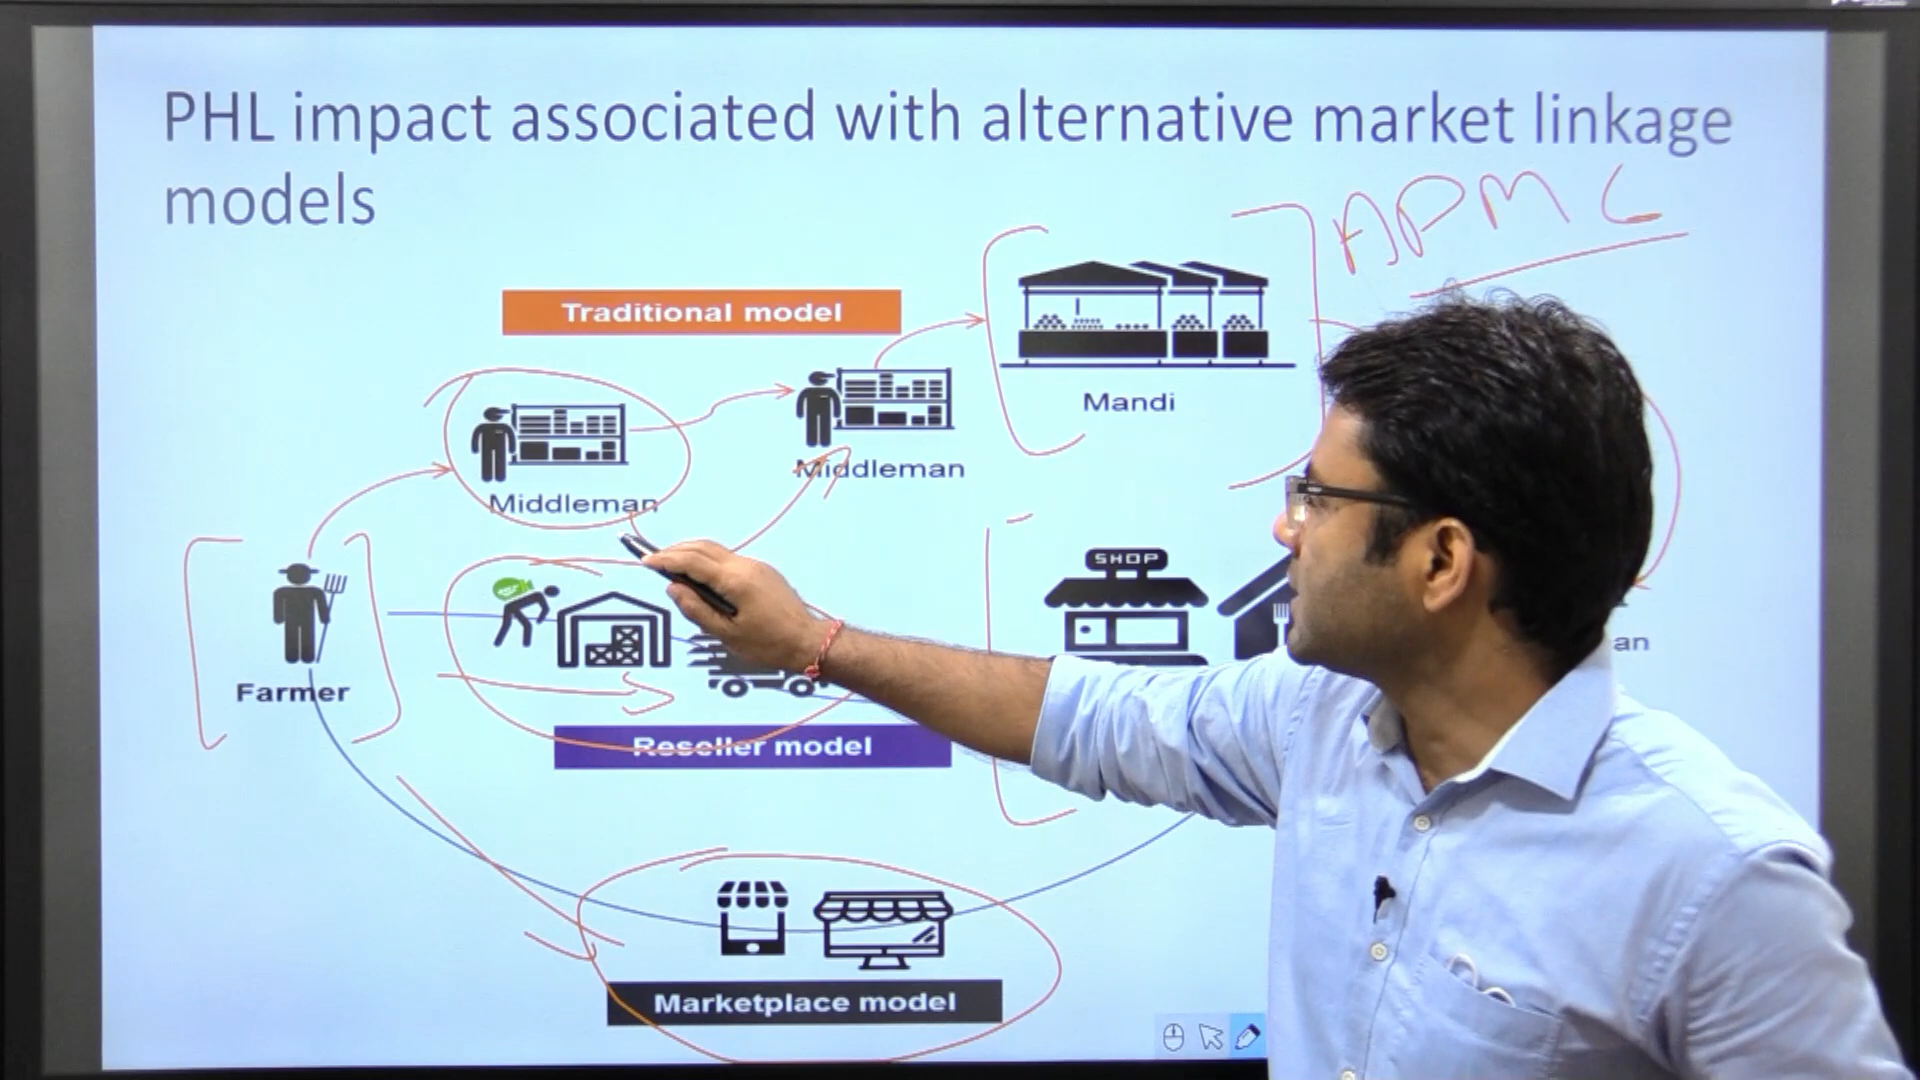 PHL impact associated with alternative market linkage
models
APMC
Traditional model
Mandi
Middleman
Middleman
SHOP
an
Farmer
Reseller model
Marketplace model